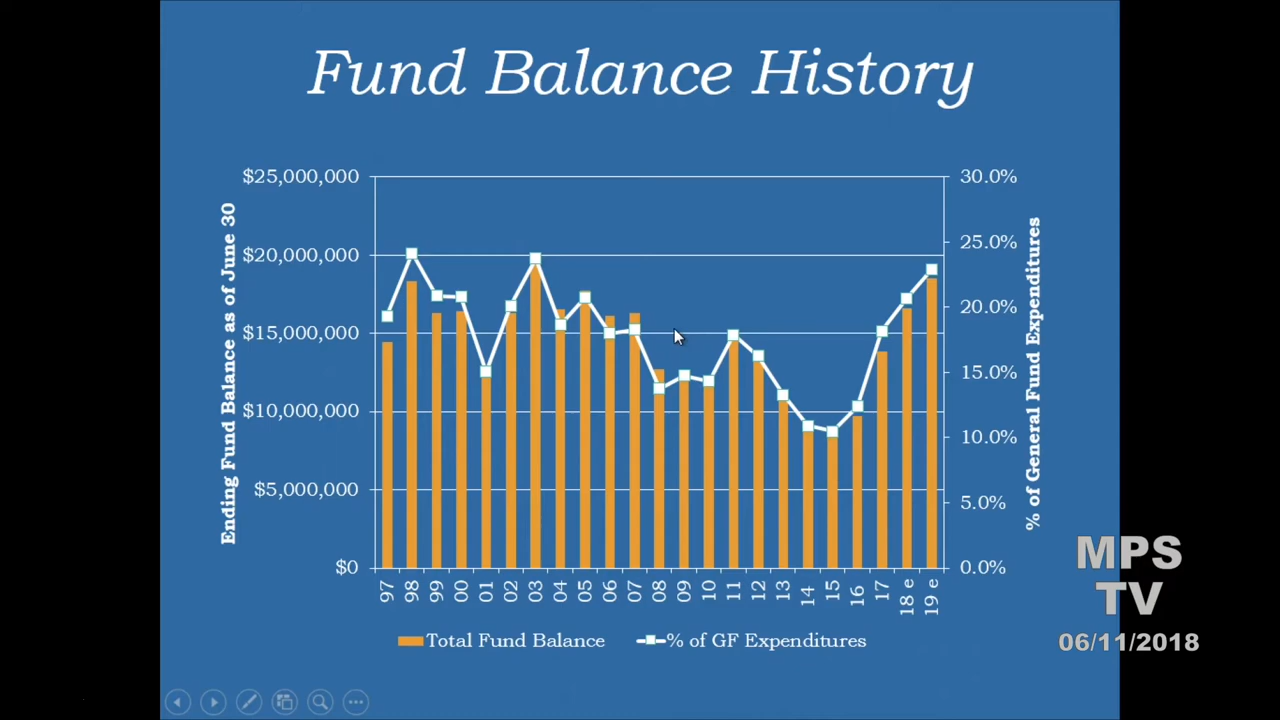 Fund Balance History
Ending Fund Balance as of June 30
$25,000,000
$20,000,000
$15,000,000
$10,000,000
$5,000,000
$0
30.0%
25.0%
20.0%
15.0%
10.0%
5.0%
0.0%
% of General Fund Expenditures
97 98 99 00 01 02 03 04 05 06 07 08 09 10 11 12 13 14 15 16 17 18 e 19 e
Total Fund Balance % of GF Expenditures
MPS
TV
06/11/2018